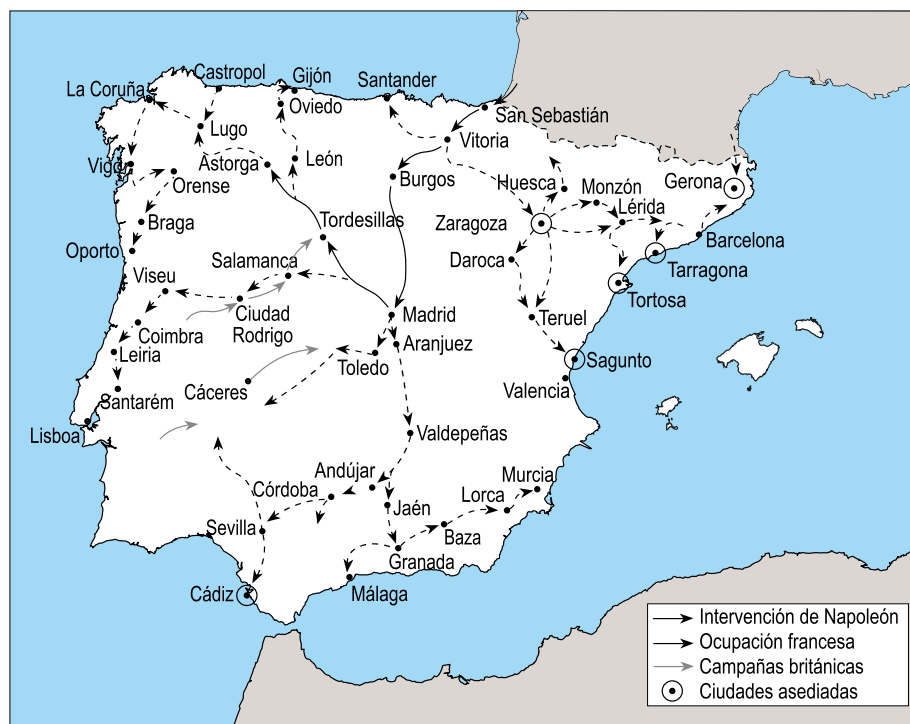 Castropol
Gijón
La Coruña
Santander
Oviedo
San Sebastián
Lugo
Vitoria
Vigo
Astorga
León
Orense
Burgos
Huesca
Monzón
Gerona
Braga
Tordesillas
Zaragoza
Lérida
Oporto
Barcelona
Salamanca
Daroca
Tarragona
Viseu
Tortosa
Ciudad
Rodrigo
Madrid
Teruel
Coimbra
Aranjuez
Leiria
Toledo
Sagunto
Cáceres
Valencia
Santarém
Lisboa
Valdepeñas
Andújar
Murcia
Córdoba
Lorca
Jaén
Sevilla
Baza
Granada
Cádiz
Málaga
Intervención de Napoleón
Ocupación francesa
Campañas británicas
Ciudades asediadas